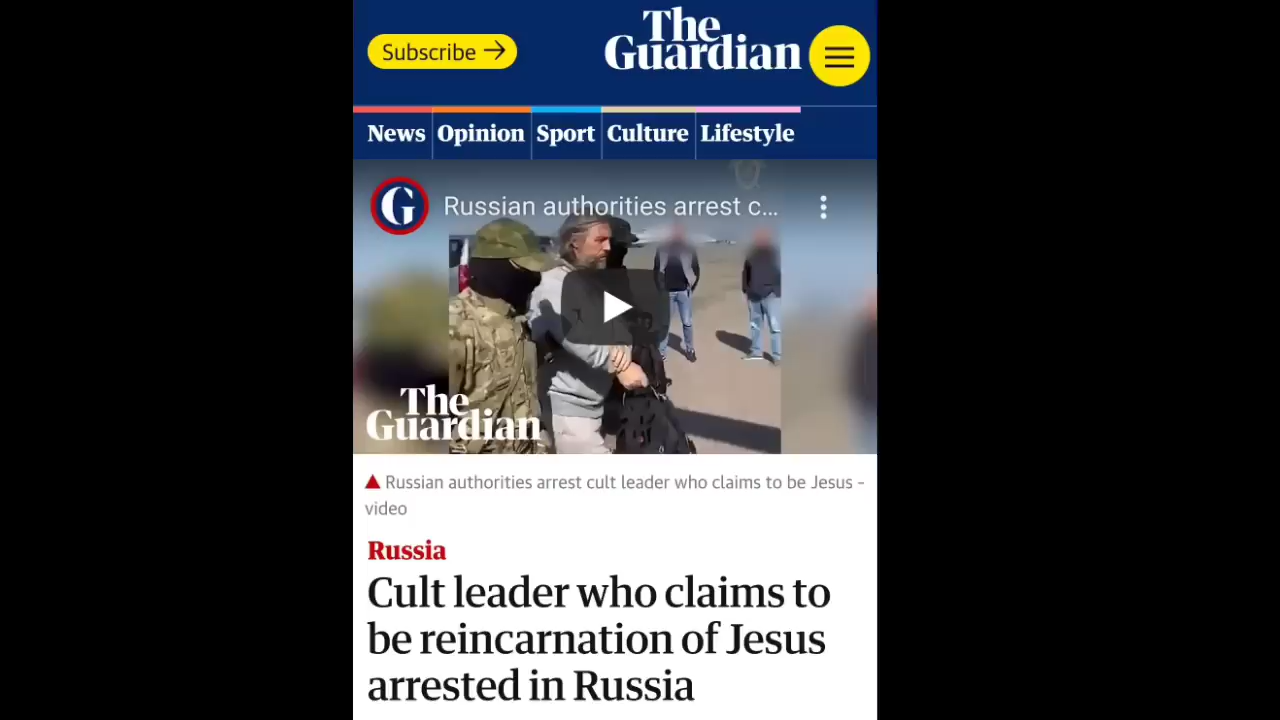 Subscribe →
The
Guardian
News Opinion Sport Culture Lifestyle
G Russian authorities arrest c...
The
Guardian
Russian authorities arrest cult leader who claims to be Jesus -
video
Russia
Cult leader who claims to
be reincarnation of Jesus
arrested in Russia